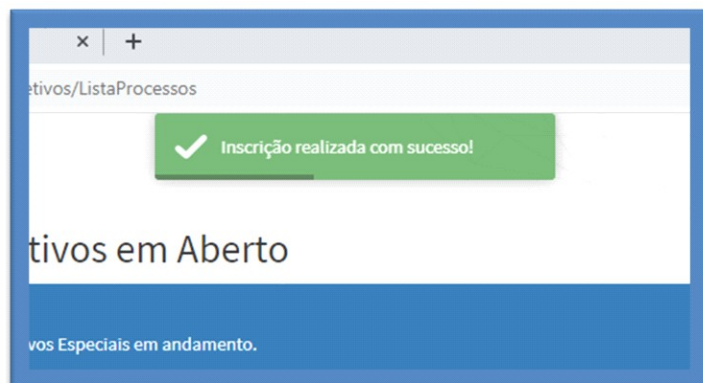 etivos/ListaProcessos
Inscrição realizada com sucesso!
tivos em Aberto
vos Especiais em andamento.